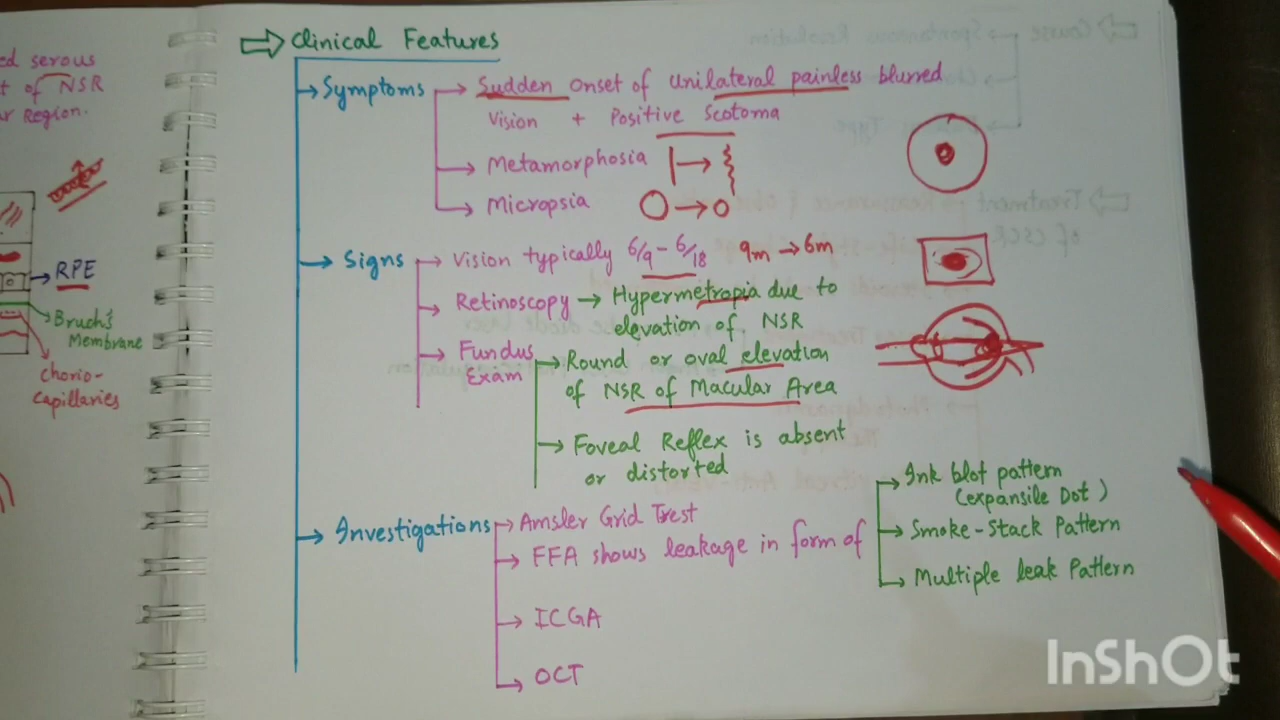 ed serous
t of NSR
r Region.
RPE
Bruch's
Membrane
chorio-
capillaries
Clinical Features
Symptoms
Sudden onset of unilateral painless blurred
Vision + Positive Scotoma
Metamorphosia
Micropsia
Signs
Vision typically 6/9 - 6/18 9m → 6m
Retinoscopy → Hypermetropia due to
elevation of NSR
Fundus
Exam
Round or oval elevation
of NSR of Macular Area
Foveal Reflex is absent
or distorted
Investigations
Amsler Grid Trest
FFA shows leakage in form of
Ink blot pattern
(expansile Dot)
Smoke-Stack Pattern
Multiple leak Pattern
ICGA
OCT
InShOt